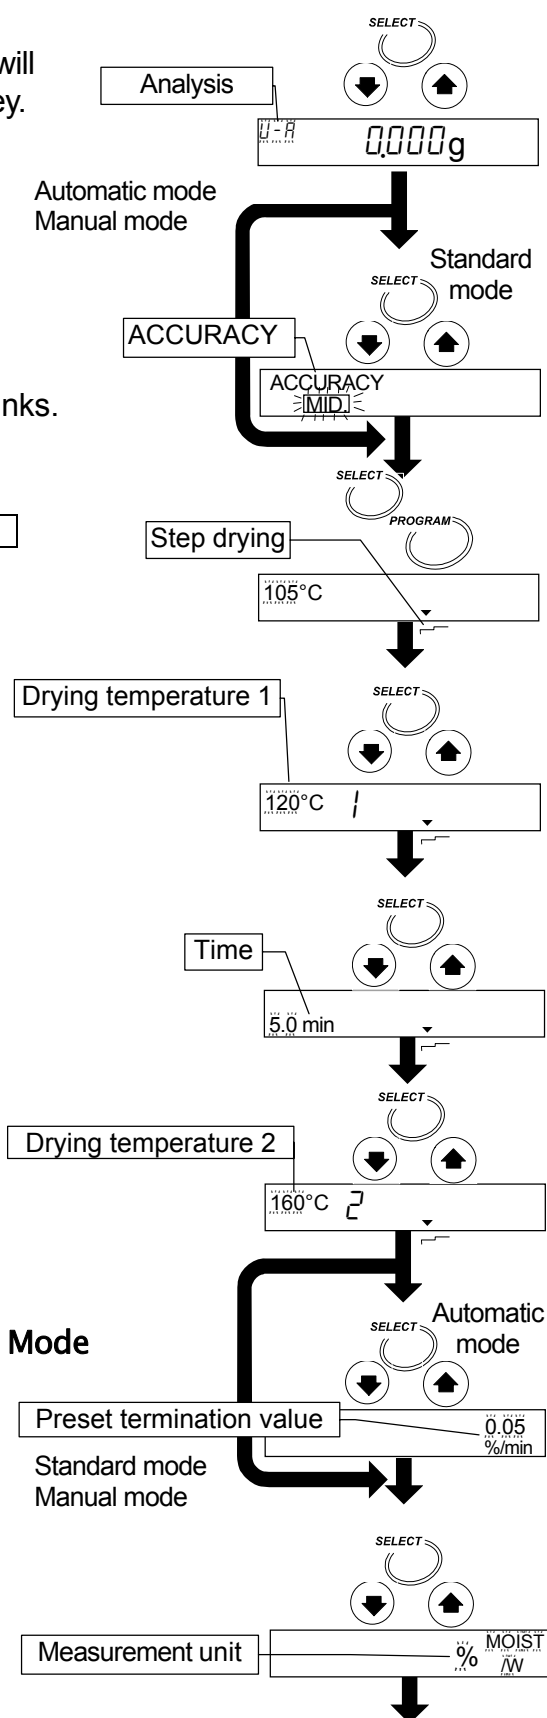 SELECT
will
Analysis
ey.
U-A 0.000g
Automatic mode
Manual mode
Standard
mode
SELECT
ACCURACY
ACCURACY
MID.
nks.
SELECT
PROGRAM
Step drying
105°C
Drying temperature 1
SELECT
120°C 1
SELECT
Time
5.0 min
SELECT
Drying temperature 2
160°C 2
Automatic
mode
SELECT
Mode
Preset termination value
0.05
%/min
Standard mode
Manual mode
SELECT
Measurement unit
% MOIST
/W